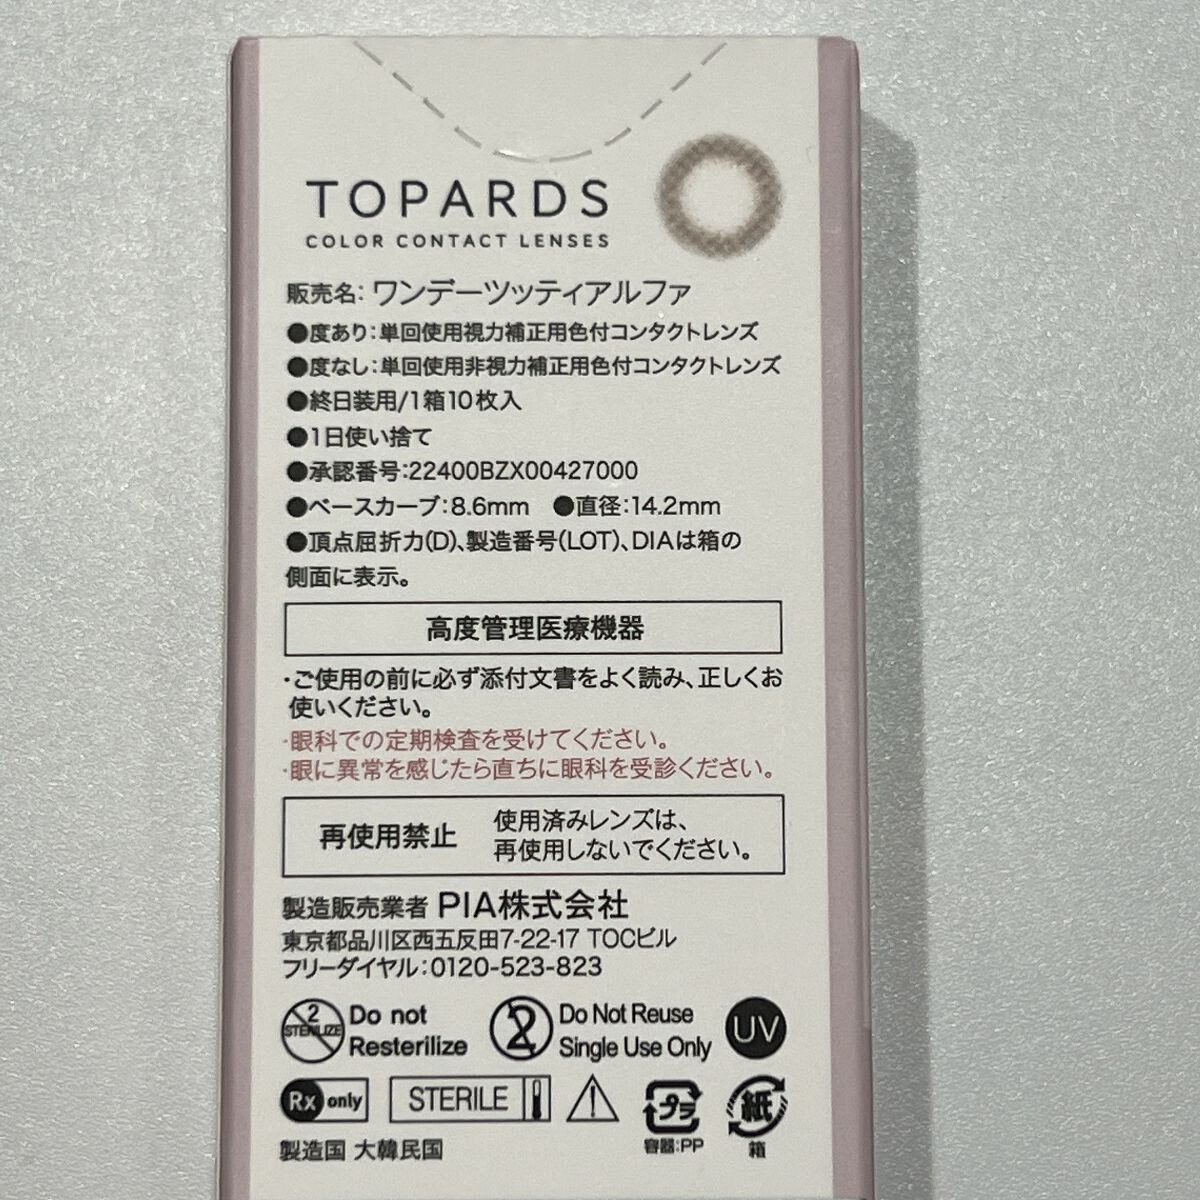 TOPARDS
COLOR CONTACT LENSES
販売名：ワンデーツッティアルファ
●度あり：単回使用視力補正用色付コンタクトレンズ
●度なし：単回使用非視力補正用色付コンタクトレンズ
●終日装用/1箱10枚入
●1日使い捨て
●承認番号:22400BZX00427000
●ベースカーブ：8.6mm ●直径：14.2mm
●頂点屈折力(D)、製造番号(LOT)、DIAは箱の
側面に表示。
高度管理医療機器
・ご使用の前に必ず添付文書をよく読み、正しくお
使いください。
・眼科での定期検査を受けてください。
・眼に異常を感じたら直ちに眼科を受診ください。
再使用禁止 使用済みレンズは、
再使用しないでください。
製造販売業者 PIA株式会社
東京都品川区西五反田7-22-17 TOCビル
フリーダイヤル：0120-523-823
2 STERILIZE Do not Resterilize
2 Do Not Reuse Single Use Only
UV
Rx only STERILE
プラ 紙
容器:PP 箱
製造国 大韓民国